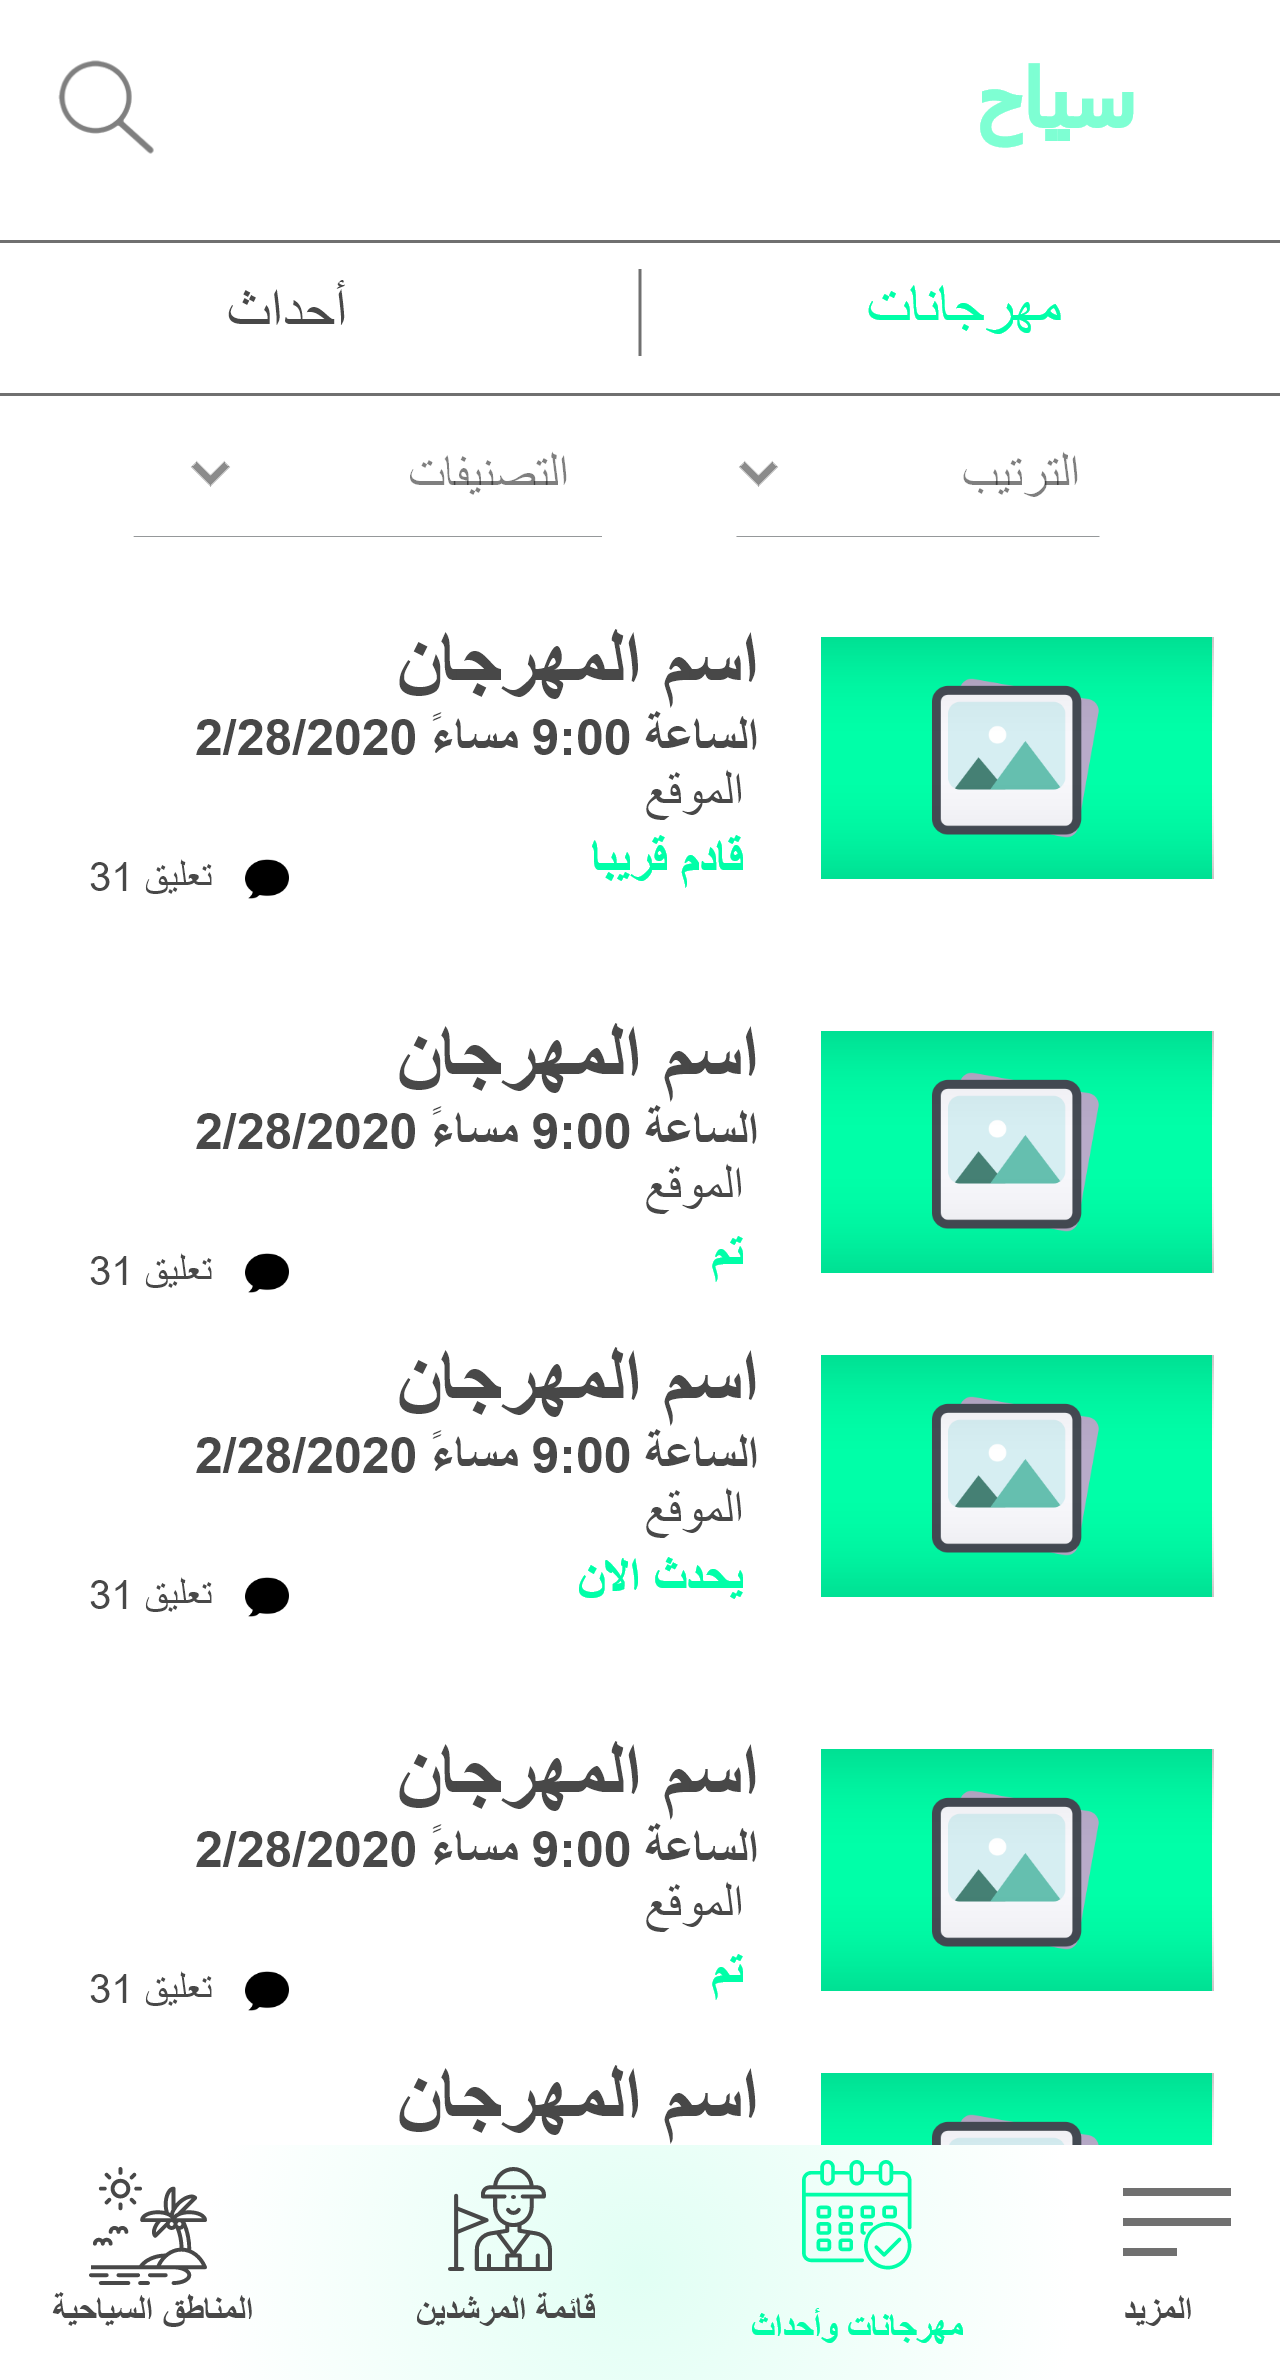 سياح
مهرجانات
أحداث
الترتيب
التصنيفات
اسم المهرجان
الساعة 9:00 مساءً 2/28/2020
الموقع
قادم قريبا
31 تعليق
اسم المهرجان
الساعة 9:00 مساءً 2/28/2020
الموقع
تم
31 تعليق
اسم المهرجان
الساعة 9:00 مساءً 2/28/2020
الموقع
يحدث الان
31 تعليق
اسم المهرجان
الساعة 9:00 مساءً 2/28/2020
الموقع
تم
31 تعليق
اسم المهرجان
المزيد
مهرجانات وأحداث
قائمة المرشدين
المناطق السياحية